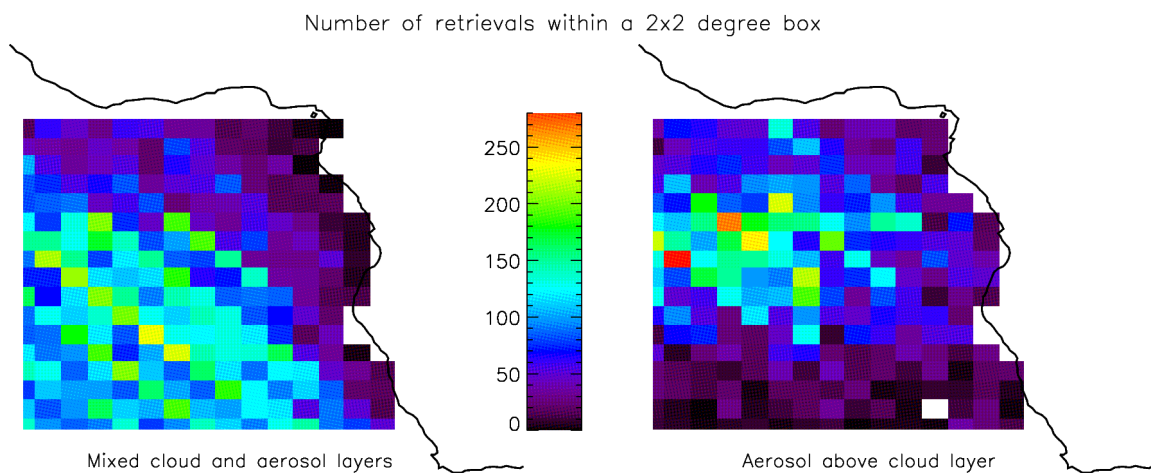 Number of retrievals within a 2x2 degree box
250
200
150
100
50
0
Mixed cloud and aerosol layers
Aerosol above cloud layer